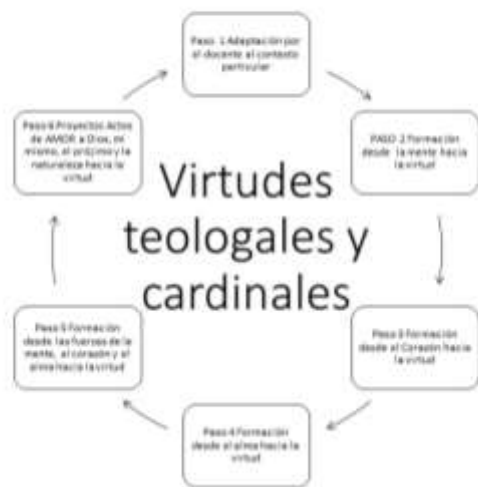 Paso 1 Adaptación por
el docente al contexto
particular
PASO 2 Formación
desde la mente hacia
la virtud
Paso 3 Formación
desde el Corazón hacia
la virtud
Paso 4 Formación
desde el alma hacia la
virtud
Paso 5 Formación
desde las fuerzas de la
mente, el corazón y el
alma hacia la virtud
Paso 6 Proyectos Actos
de AMOR a Dios, mi
mismo, el prójimo y la
naturaleza hacia la
virtud
Virtudes
teologales y
cardinales